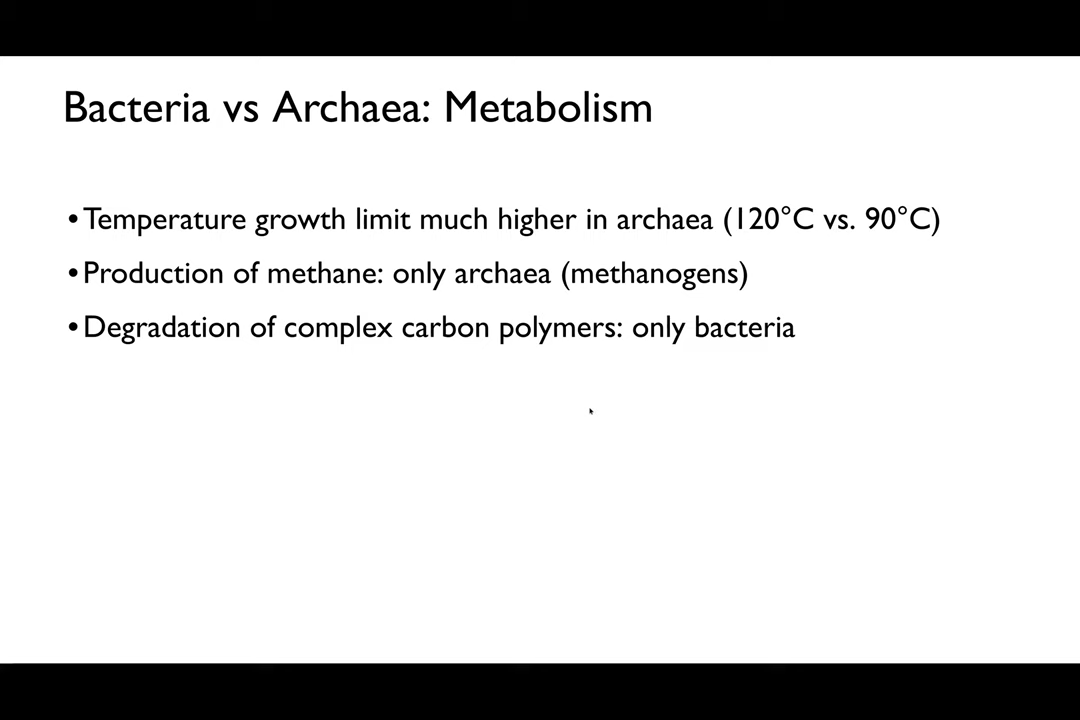 Bacteria vs Archaea: Metabolism
•Temperature growth limit much higher in archaea (120°C vs. 90°C)
•Production of methane: only archaea (methanogens)
•Degradation of complex carbon polymers: only bacteria